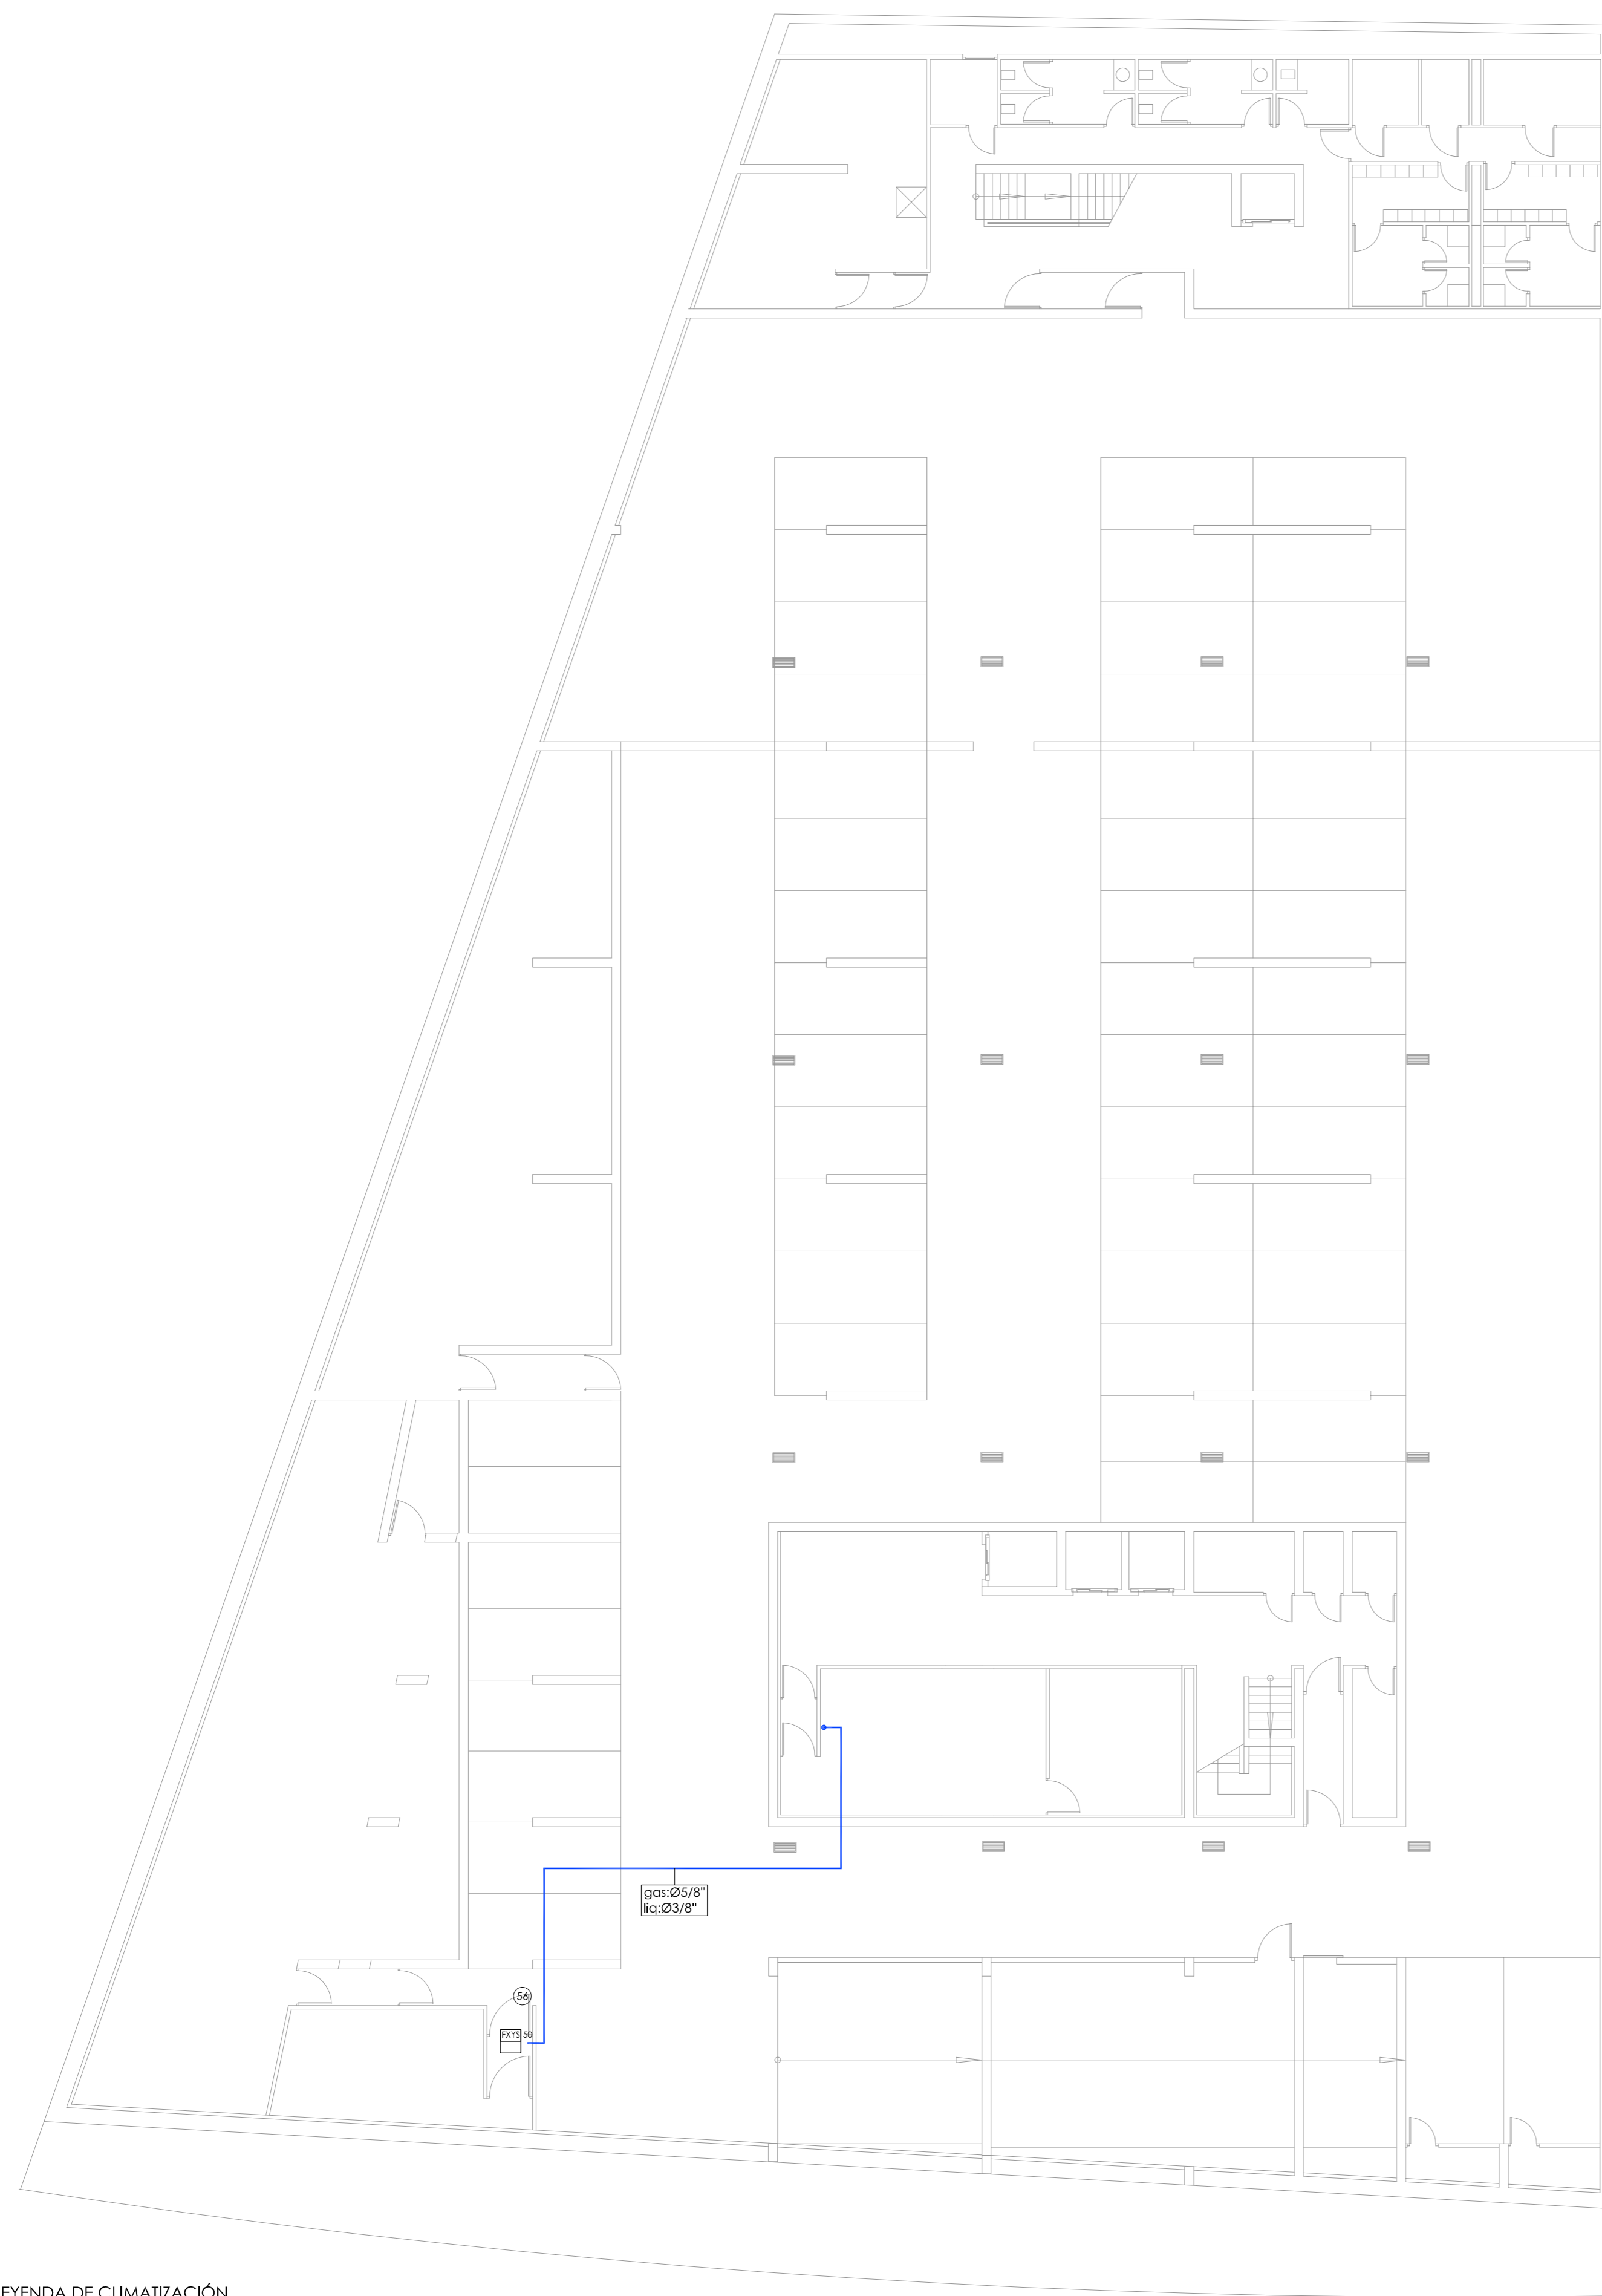 gas:Ø5/8"
liq:Ø3/8"
56
FXYS-50
EYENDA DE CLIMATIZACIÓN